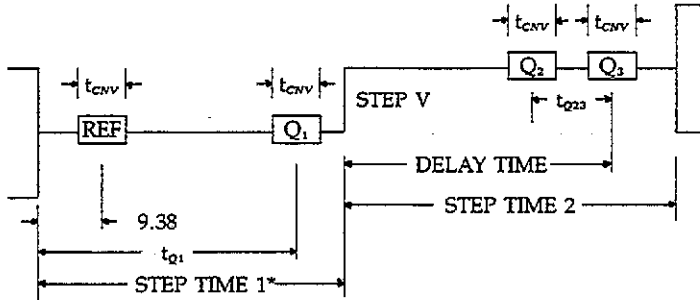 t_CNV t_CNV
Q₂ Q₃
t_CNV t_CNV
STEP V
t_Q23
REF Q₁
DELAY TIME
9.38
STEP TIME 2
t_Q1
STEP TIME 1*